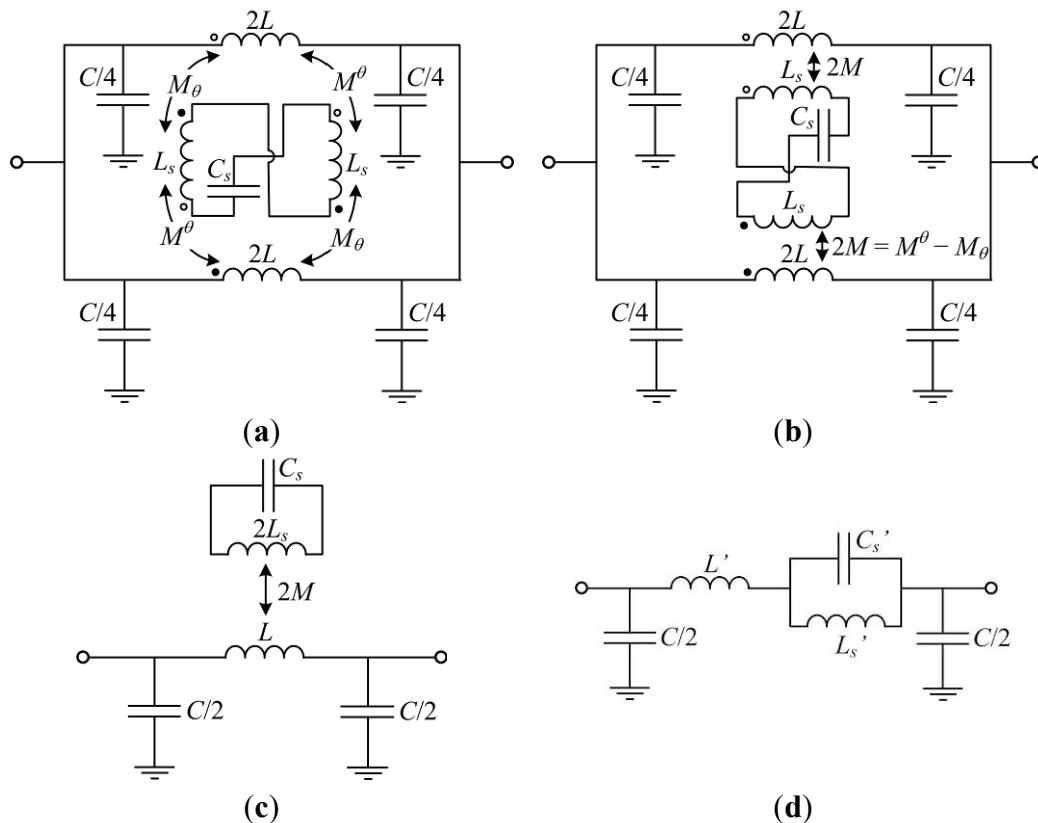 2L
C/4
C/4
M_θ
M^θ
L_s
C_s
L_s
M^θ
M_θ
2L
C/4
C/4
(a)
2L
C/4
C/4
2M
L_s
C_s
L_s
2M = M^θ − M_θ
2L
C/4
C/4
(b)
C_s
2L_s
2M
L
C/2
C/2
(c)
C_s’
L’
L_s’
C/2
C/2
(d)